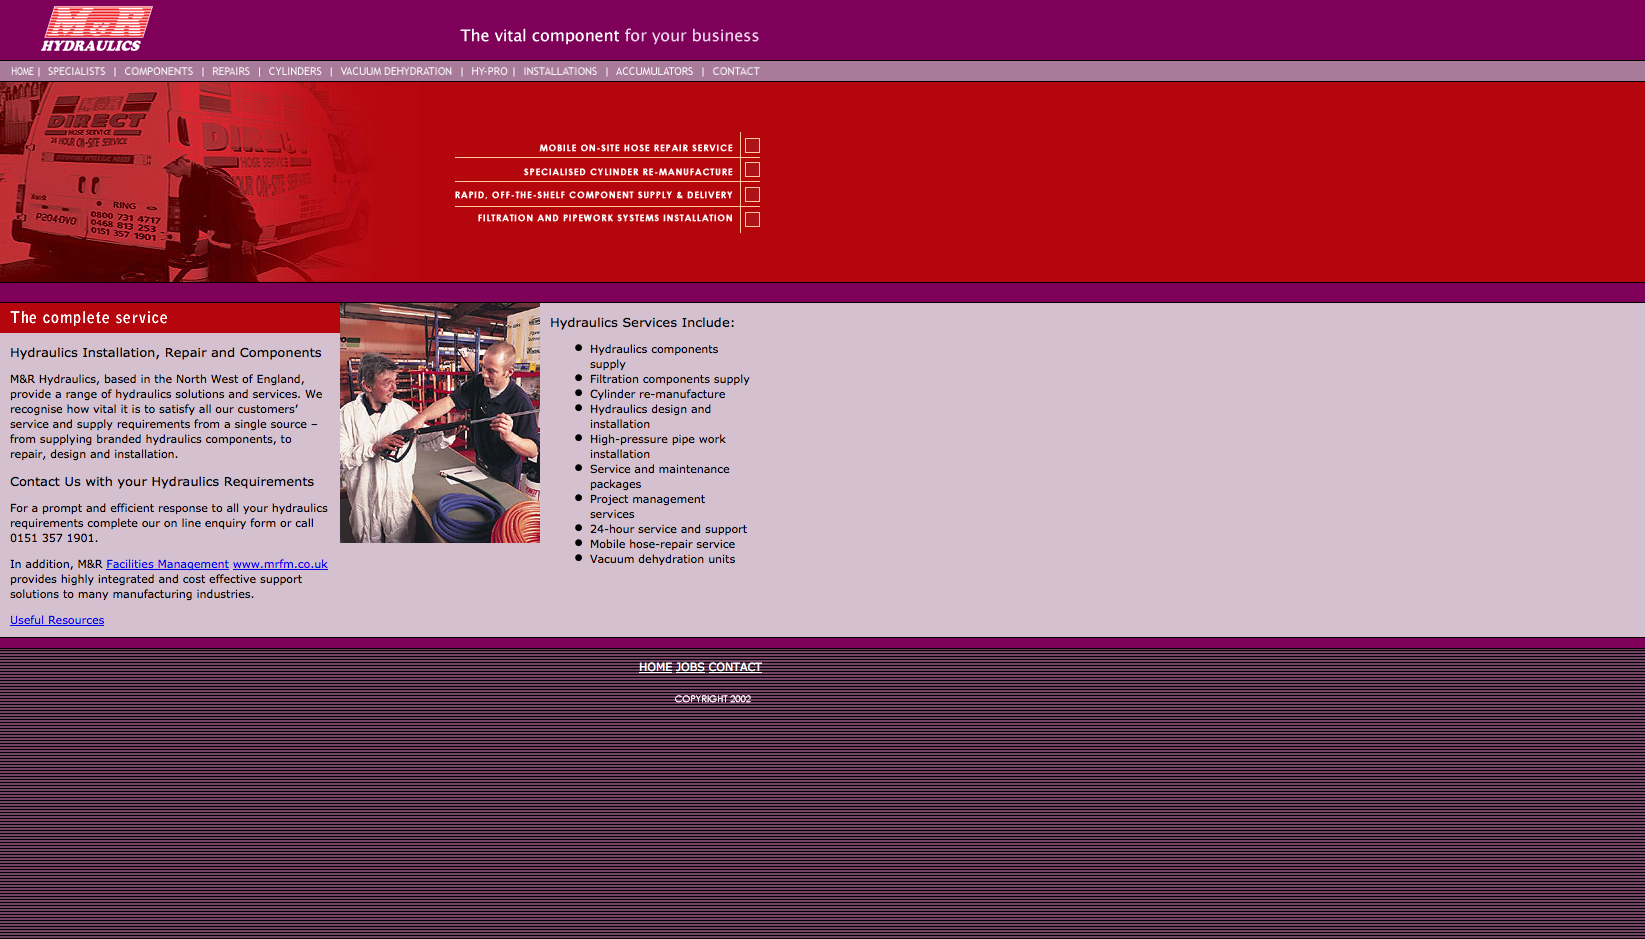 M&R
HYDRAULICS
The vital component for your business
HOME | SPECIALISTS | COMPONENTS | REPAIRS | CYLINDERS | VACUUM DEHYDRATION | HY-PRO | INSTALLATIONS | ACCUMULATORS | CONTACT
M&R
DIRECT
HOSE SERVICE
24 HOUR ON-SITE SERVICE
RING
P204 OVO
0800 731 4717
0468 813 253
0151 357 1901
DIRECT
HOSE SERVICE
HOUR ON-SITE SERVICE
MOBILE ON-SITE HOSE REPAIR SERVICE
SPECIALISED CYLINDER RE-MANUFACTURE
RAPID, OFF-THE-SHELF COMPONENT SUPPLY & DELIVERY
FILTRATION AND PIPEWORK SYSTEMS INSTALLATION
The complete service
Hydraulics Installation, Repair and Components
M&R Hydraulics, based in the North West of England,
provide a range of hydraulics solutions and services. We
recognise how vital it is to satisfy all our customers’
service and supply requirements from a single source –
from supplying branded hydraulics components, to
repair, design and installation.
Contact Us with your Hydraulics Requirements
For a prompt and efficient response to all your hydraulics
requirements complete our on line enquiry form or call
0151 357 1901.
In addition, M&R Facilities Management www.mrfm.co.uk
provides highly integrated and cost effective support
solutions to many manufacturing industries.
Useful Resources
Hydraulics Services Include:
● Hydraulics components
supply
● Filtration components supply
● Cylinder re-manufacture
● Hydraulics design and
installation
● High-pressure pipe work
installation
● Service and maintenance
packages
● Project management
services
● 24-hour service and support
● Mobile hose-repair service
● Vacuum dehydration units
HOME JOBS CONTACT
COPYRIGHT 2002